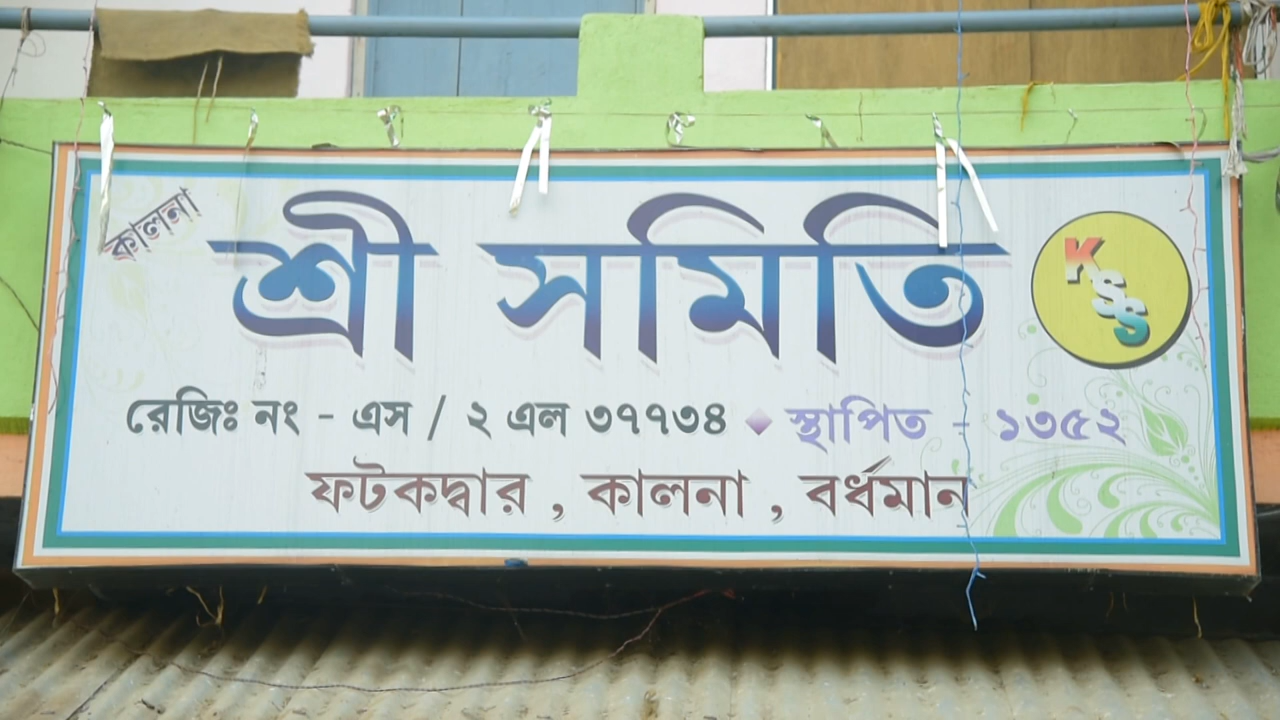 কালনা
শ্রী সমিতি
KSS
রেজিঃ নং - এস / ২ এল ৩৭৭৩৪ ◆ স্থাপিত - ১৩৫২
ফটকদ্বার , কালনা , বর্ধমান